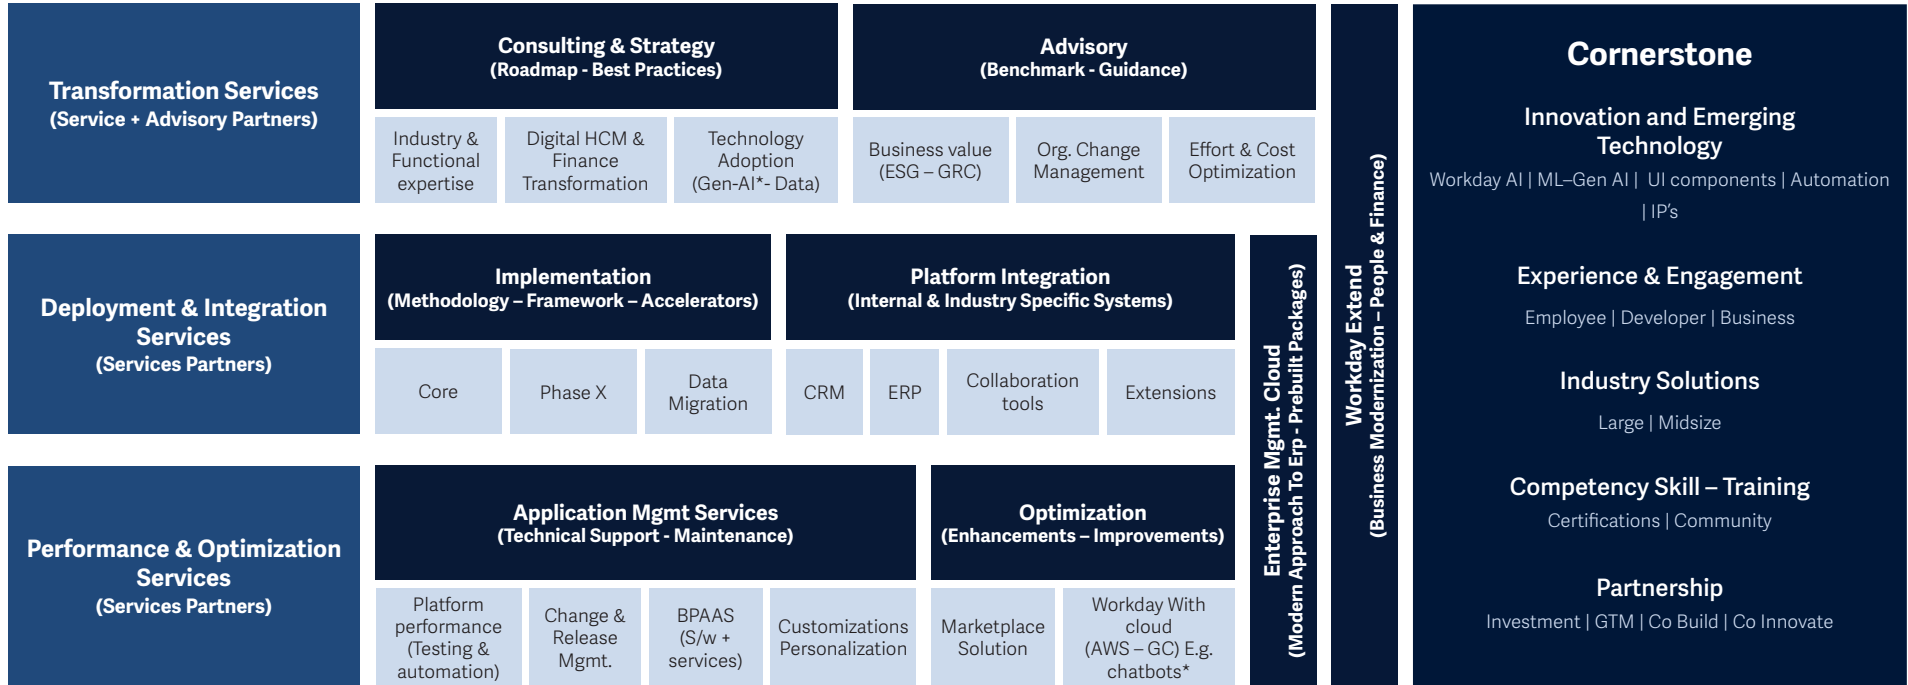 Transformation Services
(Service + Advisory Partners)
Consulting & Strategy
(Roadmap - Best Practices)
Industry &
Functional
expertise
Digital HCM &
Finance
Transformation
Technology
Adoption
(Gen-AI*- Data)
Advisory
(Benchmark - Guidance)
Business value
(ESG – GRC)
Org. Change
Management
Effort & Cost
Optimization
Deployment & Integration
Services
(Services Partners)
Implementation
(Methodology – Framework – Accelerators)
Core
Phase X
Data
Migration
Platform Integration
(Internal & Industry Specific Systems)
CRM
ERP
Collaboration
tools
Extensions
Performance & Optimization
Services
(Services Partners)
Application Mgmt Services
(Technical Support - Maintenance)
Platform
performance
(Testing &
automation)
Change &
Release
Mgmt.
BPAAS
(S/w +
services)
Customizations
Personalization
Optimization
(Enhancements – Improvements)
Marketplace
Solution
Workday With
cloud
(AWS – GC) E.g.
chatbots*
Enterprise Mgmt. Cloud
(Modern Approach To Erp - Prebuilt Packages)
Workday Extend
(Business Modernization – People & Finance)
Cornerstone
Innovation and Emerging
Technology
Workday AI | ML–Gen AI | UI components | Automation
| IP's
Experience & Engagement
Employee | Developer | Business
Industry Solutions
Large | Midsize
Competency Skill – Training
Certifications | Community
Partnership
Investment | GTM | Co Build | Co Innovate